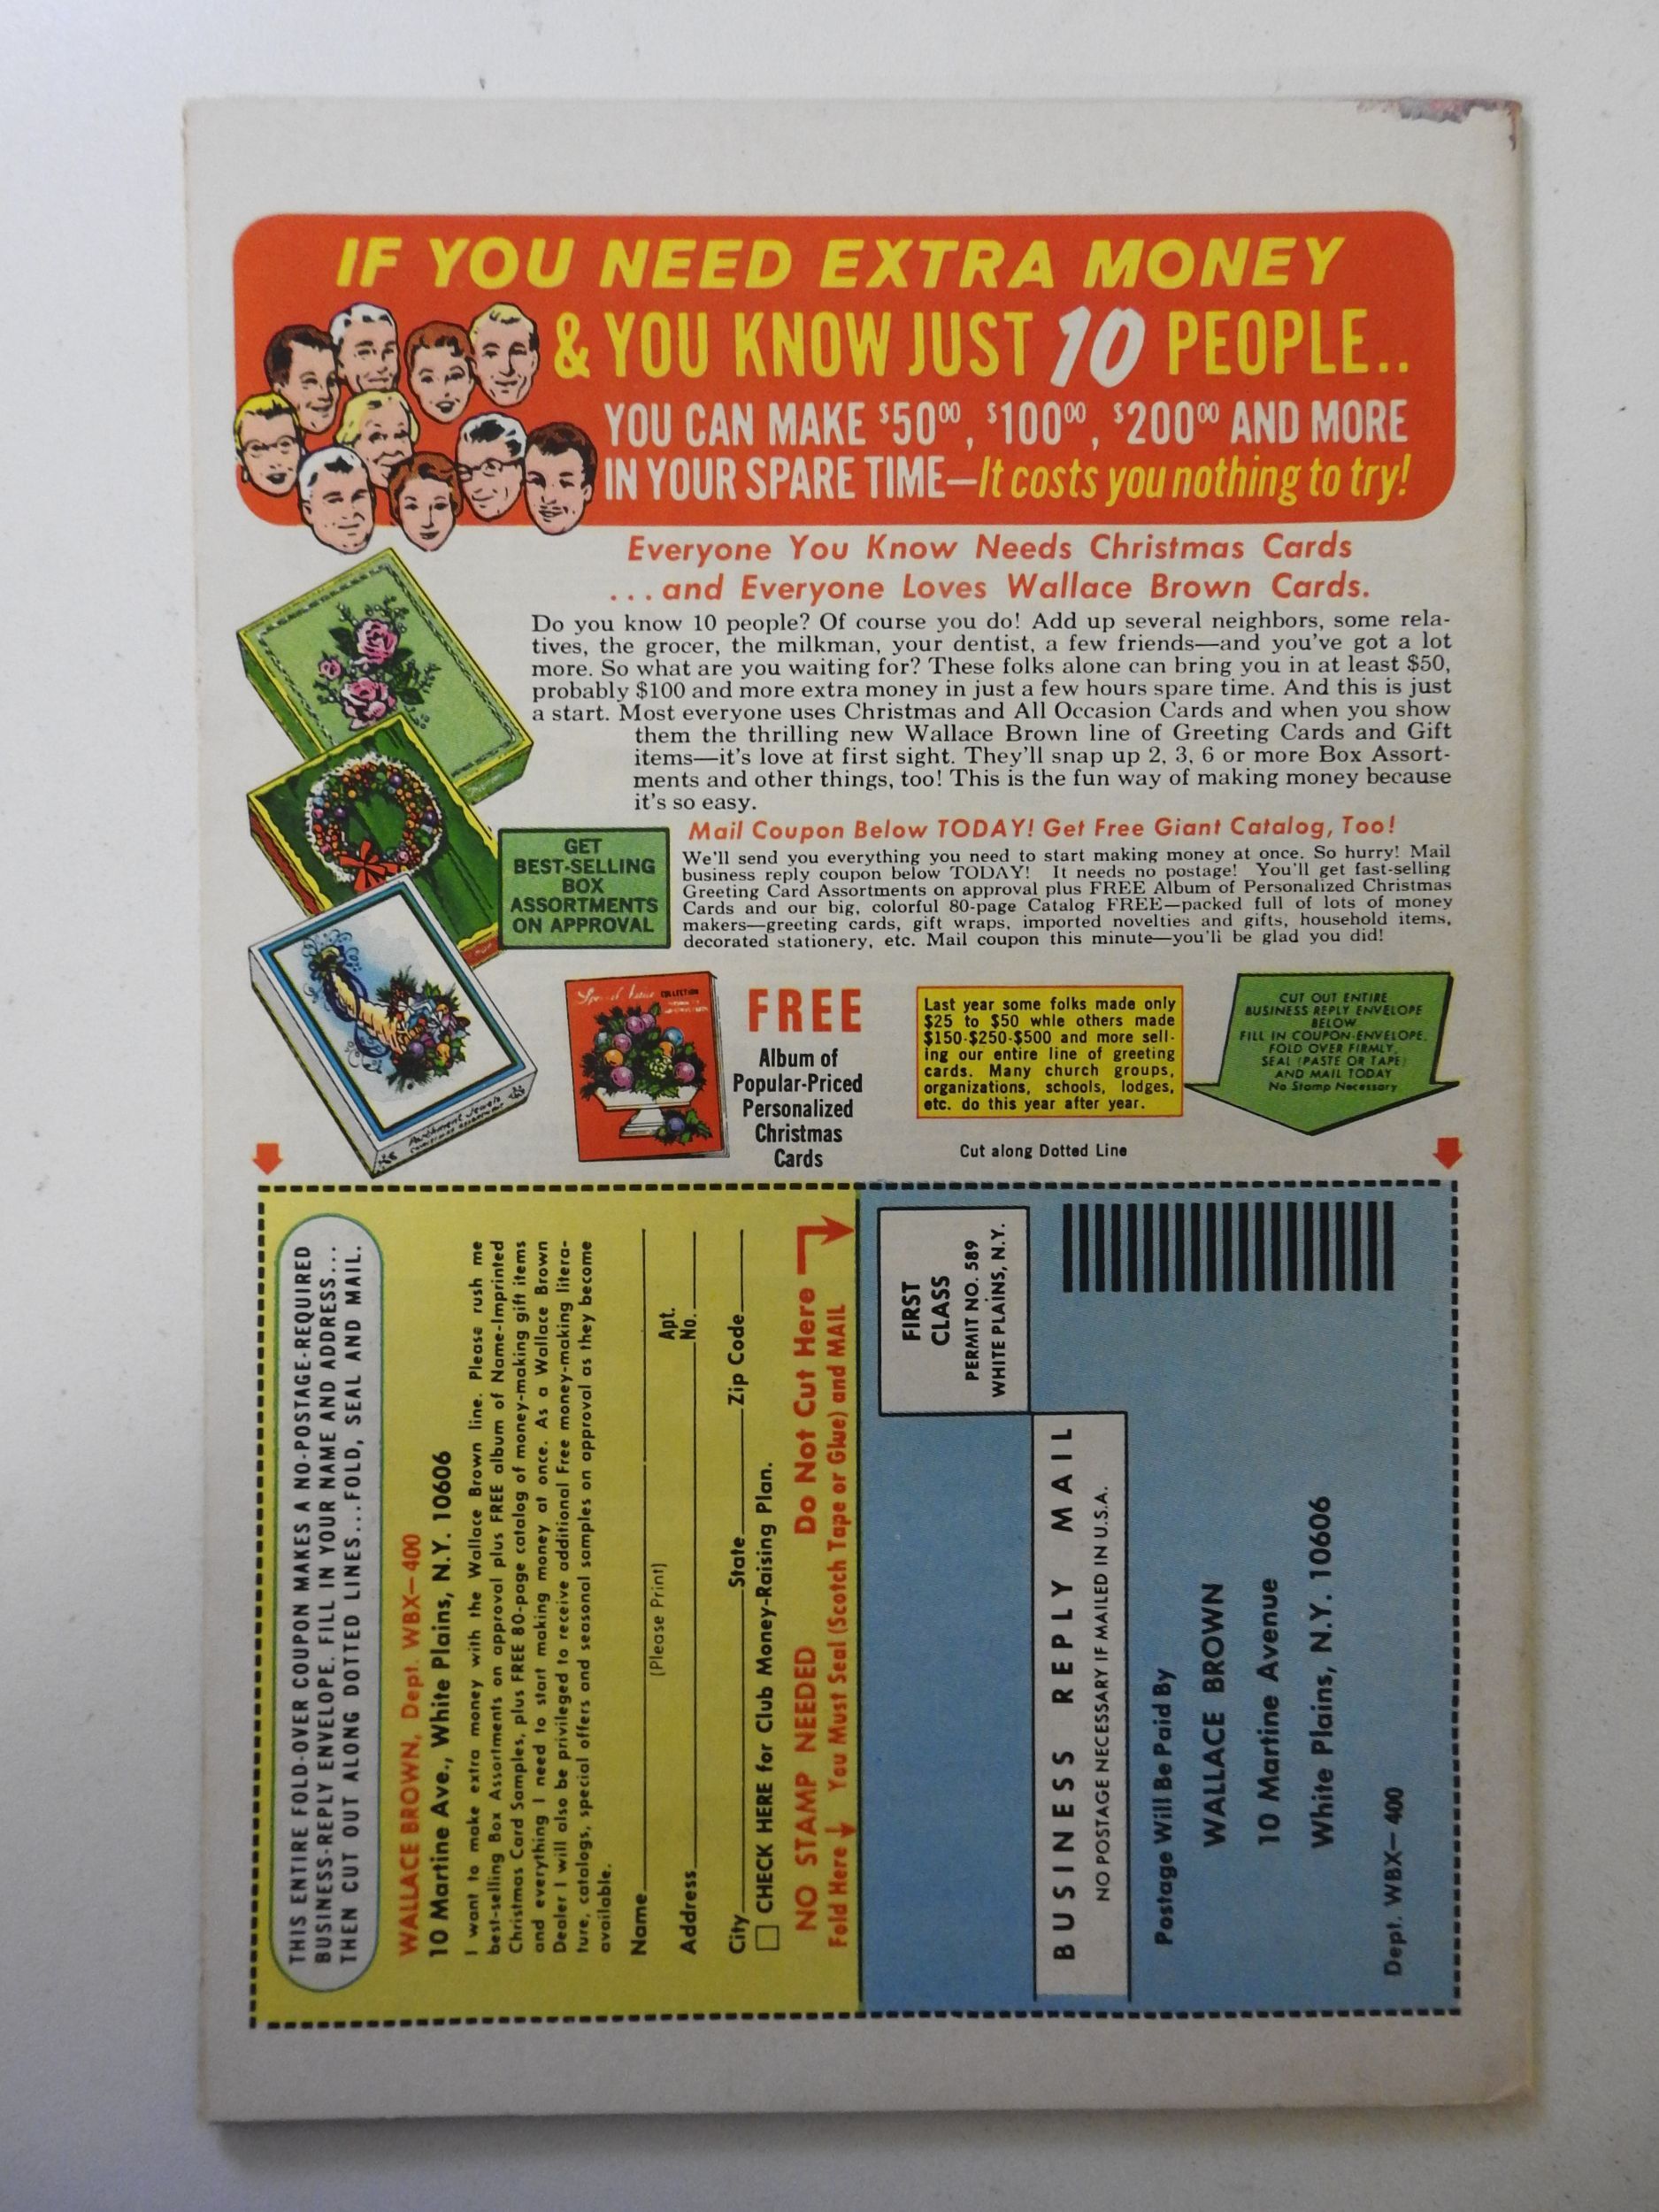 IF YOU NEED EXTRA MONEY
& YOU KNOW JUST 10 PEOPLE..
YOU CAN MAKE $50⁰⁰, $100⁰⁰, $200⁰⁰ AND MORE
IN YOUR SPARE TIME—It costs you nothing to try!
Everyone You Know Needs Christmas Cards
...and Everyone Loves Wallace Brown Cards.
Do you know 10 people? Of course you do! Add up several neighbors, some rela-
tives, the grocer, the milkman, your dentist, a few friends—and you've got a lot
more. So what are you waiting for? These folks alone can bring you in at least $50,
probably $100 and more extra money in just a few hours spare time. And this is just
a start. Most everyone uses Christmas and All Occasion Cards and when you show
them the thrilling new Wallace Brown line of Greeting Cards and Gift
items—it's love at first sight. They'll snap up 2, 3, 6 or more Box Assort-
ments and other things, too! This is the fun way of making money because
it's so easy.
GET
BEST-SELLING
BOX
ASSORTMENTS
ON APPROVAL
Mail Coupon Below TODAY! Get Free Giant Catalog, Too!
We'll send you everything you need to start making money at once. So hurry! Mail
business reply coupon below TODAY! It needs no postage! You'll get fast-selling
Greeting Card Assortments on approval plus FREE Album of Personalized Christmas
Cards and our big, colorful 80-page Catalog FREE—packed full of lots of money
makers—greeting cards, gift wraps, imported novelties and gifts, household items,
decorated stationery, etc. Mail coupon this minute—you'll be glad you did!
Parchment Jewels
CHRISTMAS ASSORTMENT
COLLECTION
FREE
Album of
Popular-Priced
Personalized
Christmas
Cards
Last year some folks made only
$25 to $50 whle others made
$150-$250-$500 and more sell-
ing our entire line of greeting
cards. Many church groups,
organizations, schools, lodges,
etc. do this year after year.
CUT OUT ENTIRE
BUSINESS REPLY ENVELOPE
BELOW
FILL IN COUPON-ENVELOPE,
FOLD OVER FIRMLY,
SEAL (PASTE OR TAPE)
AND MAIL TODAY
No Stamp Necessary
Cut along Dotted Line
THIS ENTIRE FOLD-OVER COUPON MAKES A NO-POSTAGE-REQUIRED
BUSINESS-REPLY ENVELOPE. FILL IN YOUR NAME AND ADDRESS...
THEN CUT OUT ALONG DOTTED LINES...FOLD, SEAL AND MAIL.
WALLACE BROWN, Dept. WBX—400
10 Martine Ave., White Plains, N.Y. 10606
I want to make extra money with the Wallace Brown line. Please rush me
best-selling Box Assortments on approval plus FREE album of Name-Imprinted
Christmas Card Samples, plus FREE 80-page catalog of money-making gift items
and everything I need to start making money at once. As a Wallace Brown
Dealer I will also be privileged to receive additional Free money-making litera-
ture, catalogs, special offers and seasonal samples on approval as they become
available.
Name
(Please Print)
Address Apt. No.
City State Zip Code
CHECK HERE for Club Money-Raising Plan.
NO STAMP NEEDED Do Not Cut Here
Fold Here You Must Seal (Scotch Tape or Glue) and MAIL
FIRST
CLASS
PERMIT NO. 589
WHITE PLAINS, N.Y.
BUSINESS REPLY MAIL
NO POSTAGE NECESSARY IF MAILED IN U.S.A.
Postage Will Be Paid By
WALLACE BROWN
10 Martine Avenue
White Plains, N.Y. 10606
Dept. WBX—400